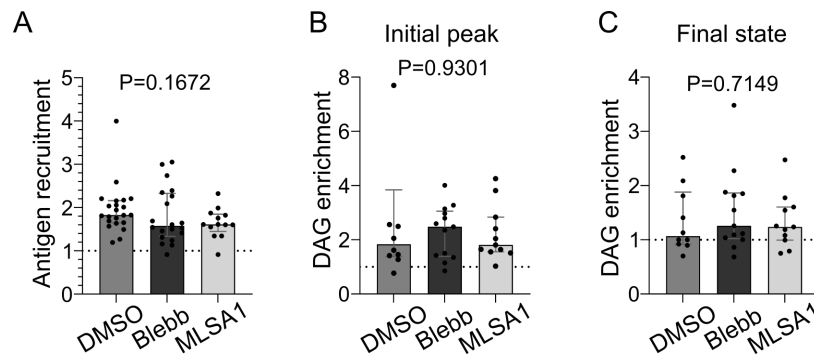 A
P=0.1672
Antigen recruitment
5
4
3
2
1
0
DMSO
Blebb
MLSA1
B
Initial peak
P=0.9301
DAG enrichment
8
6
4
2
0
DMSO
Blebb
MLSA1
C
Final state
P=0.7149
DAG enrichment
4
3
2
1
0
DMSO
Blebb
MLSA1